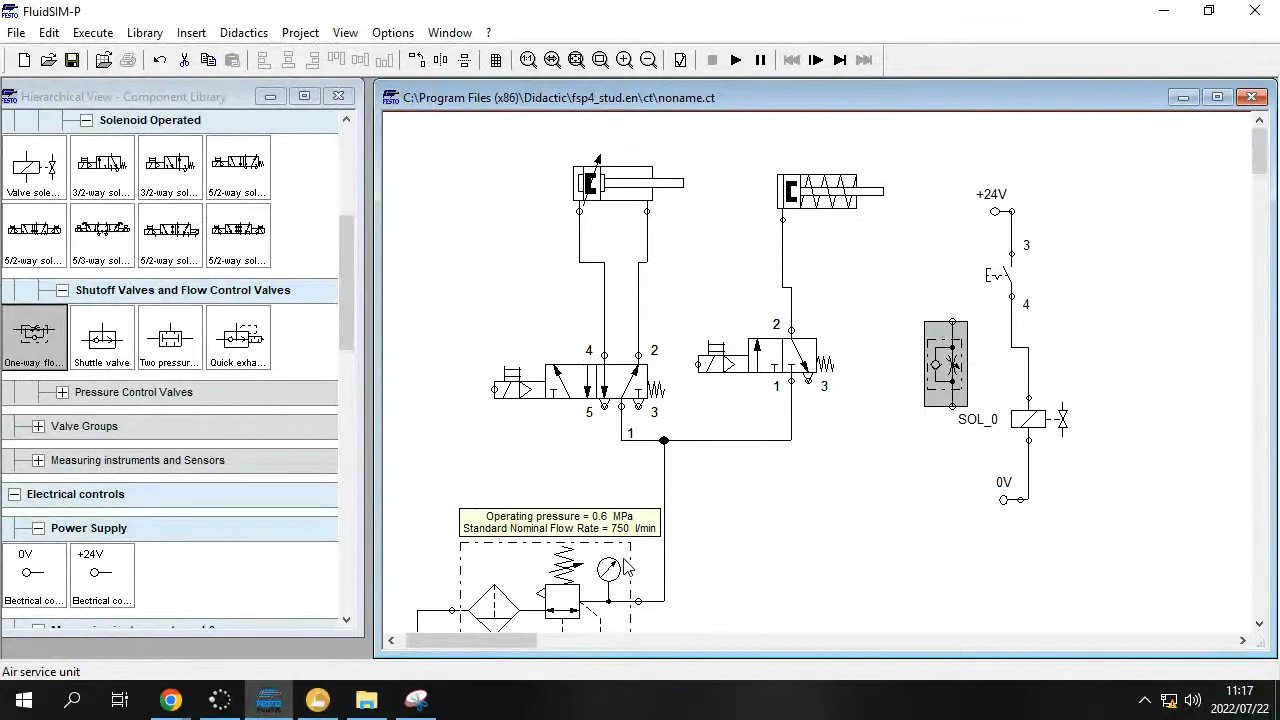 FESTO FluidSIM-P
File Edit Execute Library Insert Didactics Project View Options Window ?
FESTO Hierarchical View - Component Library
FESTO C:\Program Files (x86)\Didactic\fsp4_stud.en\ct\noname.ct
Solenoid Operated
Valve sole... 3/2-way sol... 3/2-way sol... 5/2-way sol...
5/2-way sol... 5/3-way sol... 5/2-way sol... 5/2-way sol...
Shutoff Valves and Flow Control Valves
One-way flo... Shuttle valve Two pressur... Quick exha...
Pressure Control Valves
Valve Groups
Measuring instruments and Sensors
Electrical controls
Power Supply
0V +24V
Electrical co... Electrical co...
+24V
3
4
2
4 2
1 3
5 3
1
SOL_0
0V
Operating pressure = 0.6 MPa
Standard Nominal Flow Rate = 750 l/min
Air service unit
11:17
2022/07/22